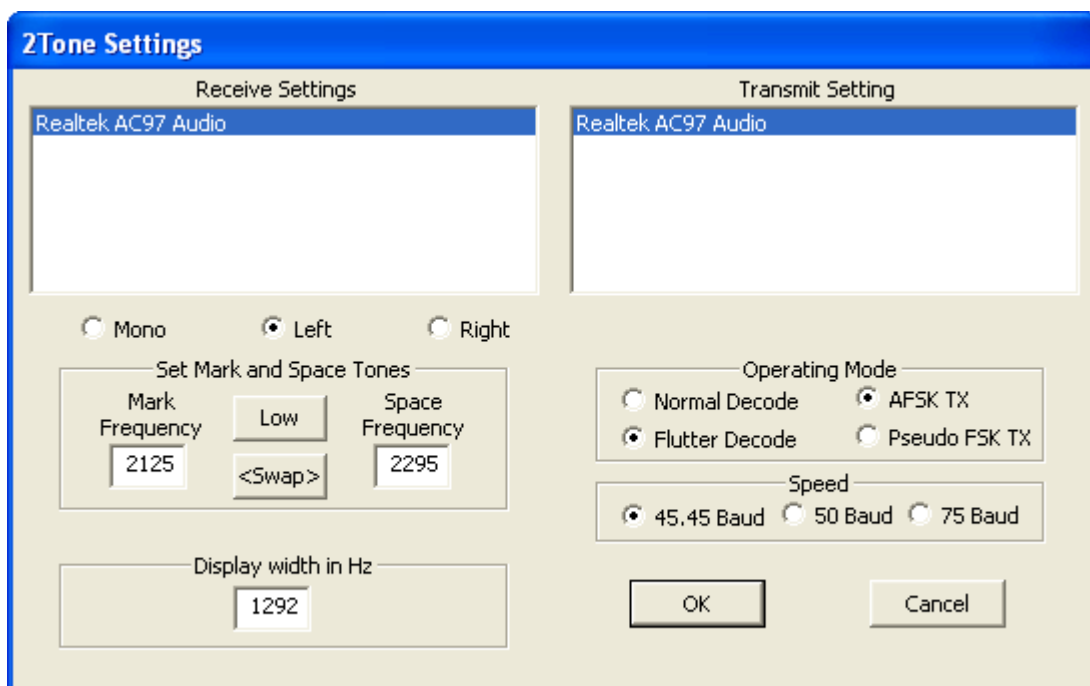 2Tone Settings
Receive Settings
Realtek AC97 Audio
Mono Left Right
Set Mark and Space Tones
Mark
Frequency
2125
Low
<Swap>
Space
Frequency
2295
Display width in Hz
1292
Transmit Setting
Realtek AC97 Audio
Operating Mode
Normal Decode AFSK TX
Flutter Decode Pseudo FSK TX
Speed
45.45 Baud 50 Baud 75 Baud
OK Cancel